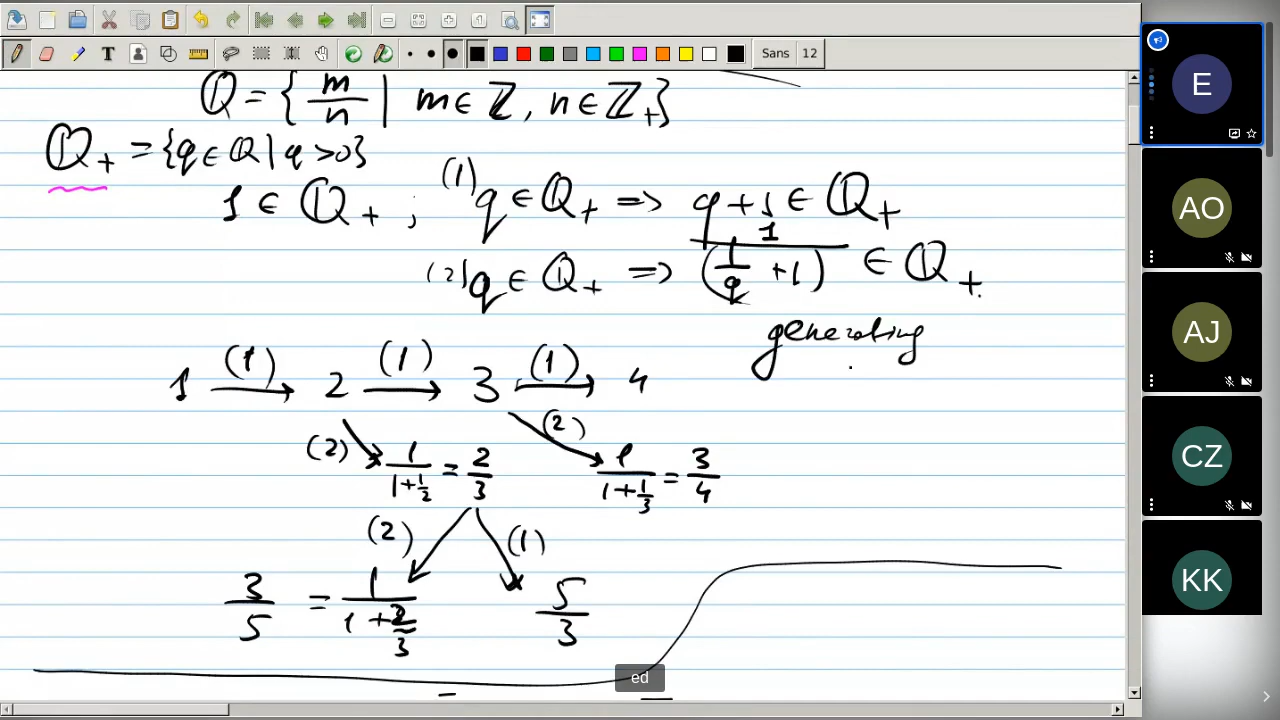 Sans 12
ℚ = { m/n | m ∈ ℤ, n ∈ ℤ₊ }
ℚ₊ = {q ∈ ℚ | q > 0}
1 ∈ ℚ₊ ; (1) q ∈ ℚ₊ => q + 1 ∈ ℚ₊
(2) q ∈ ℚ₊ => 1/(1/q + 1) ∈ ℚ₊
generating
1 (1)→ 2 (1)→ 3 (1)→ 4
(2) 1/(1+1/2) = 2/3 (2) 1/(1+1/3) = 3/4
(2) (1)
3/5 = 1/(1+2/3) 5/3
ed
E
AO
AJ
CZ
KK